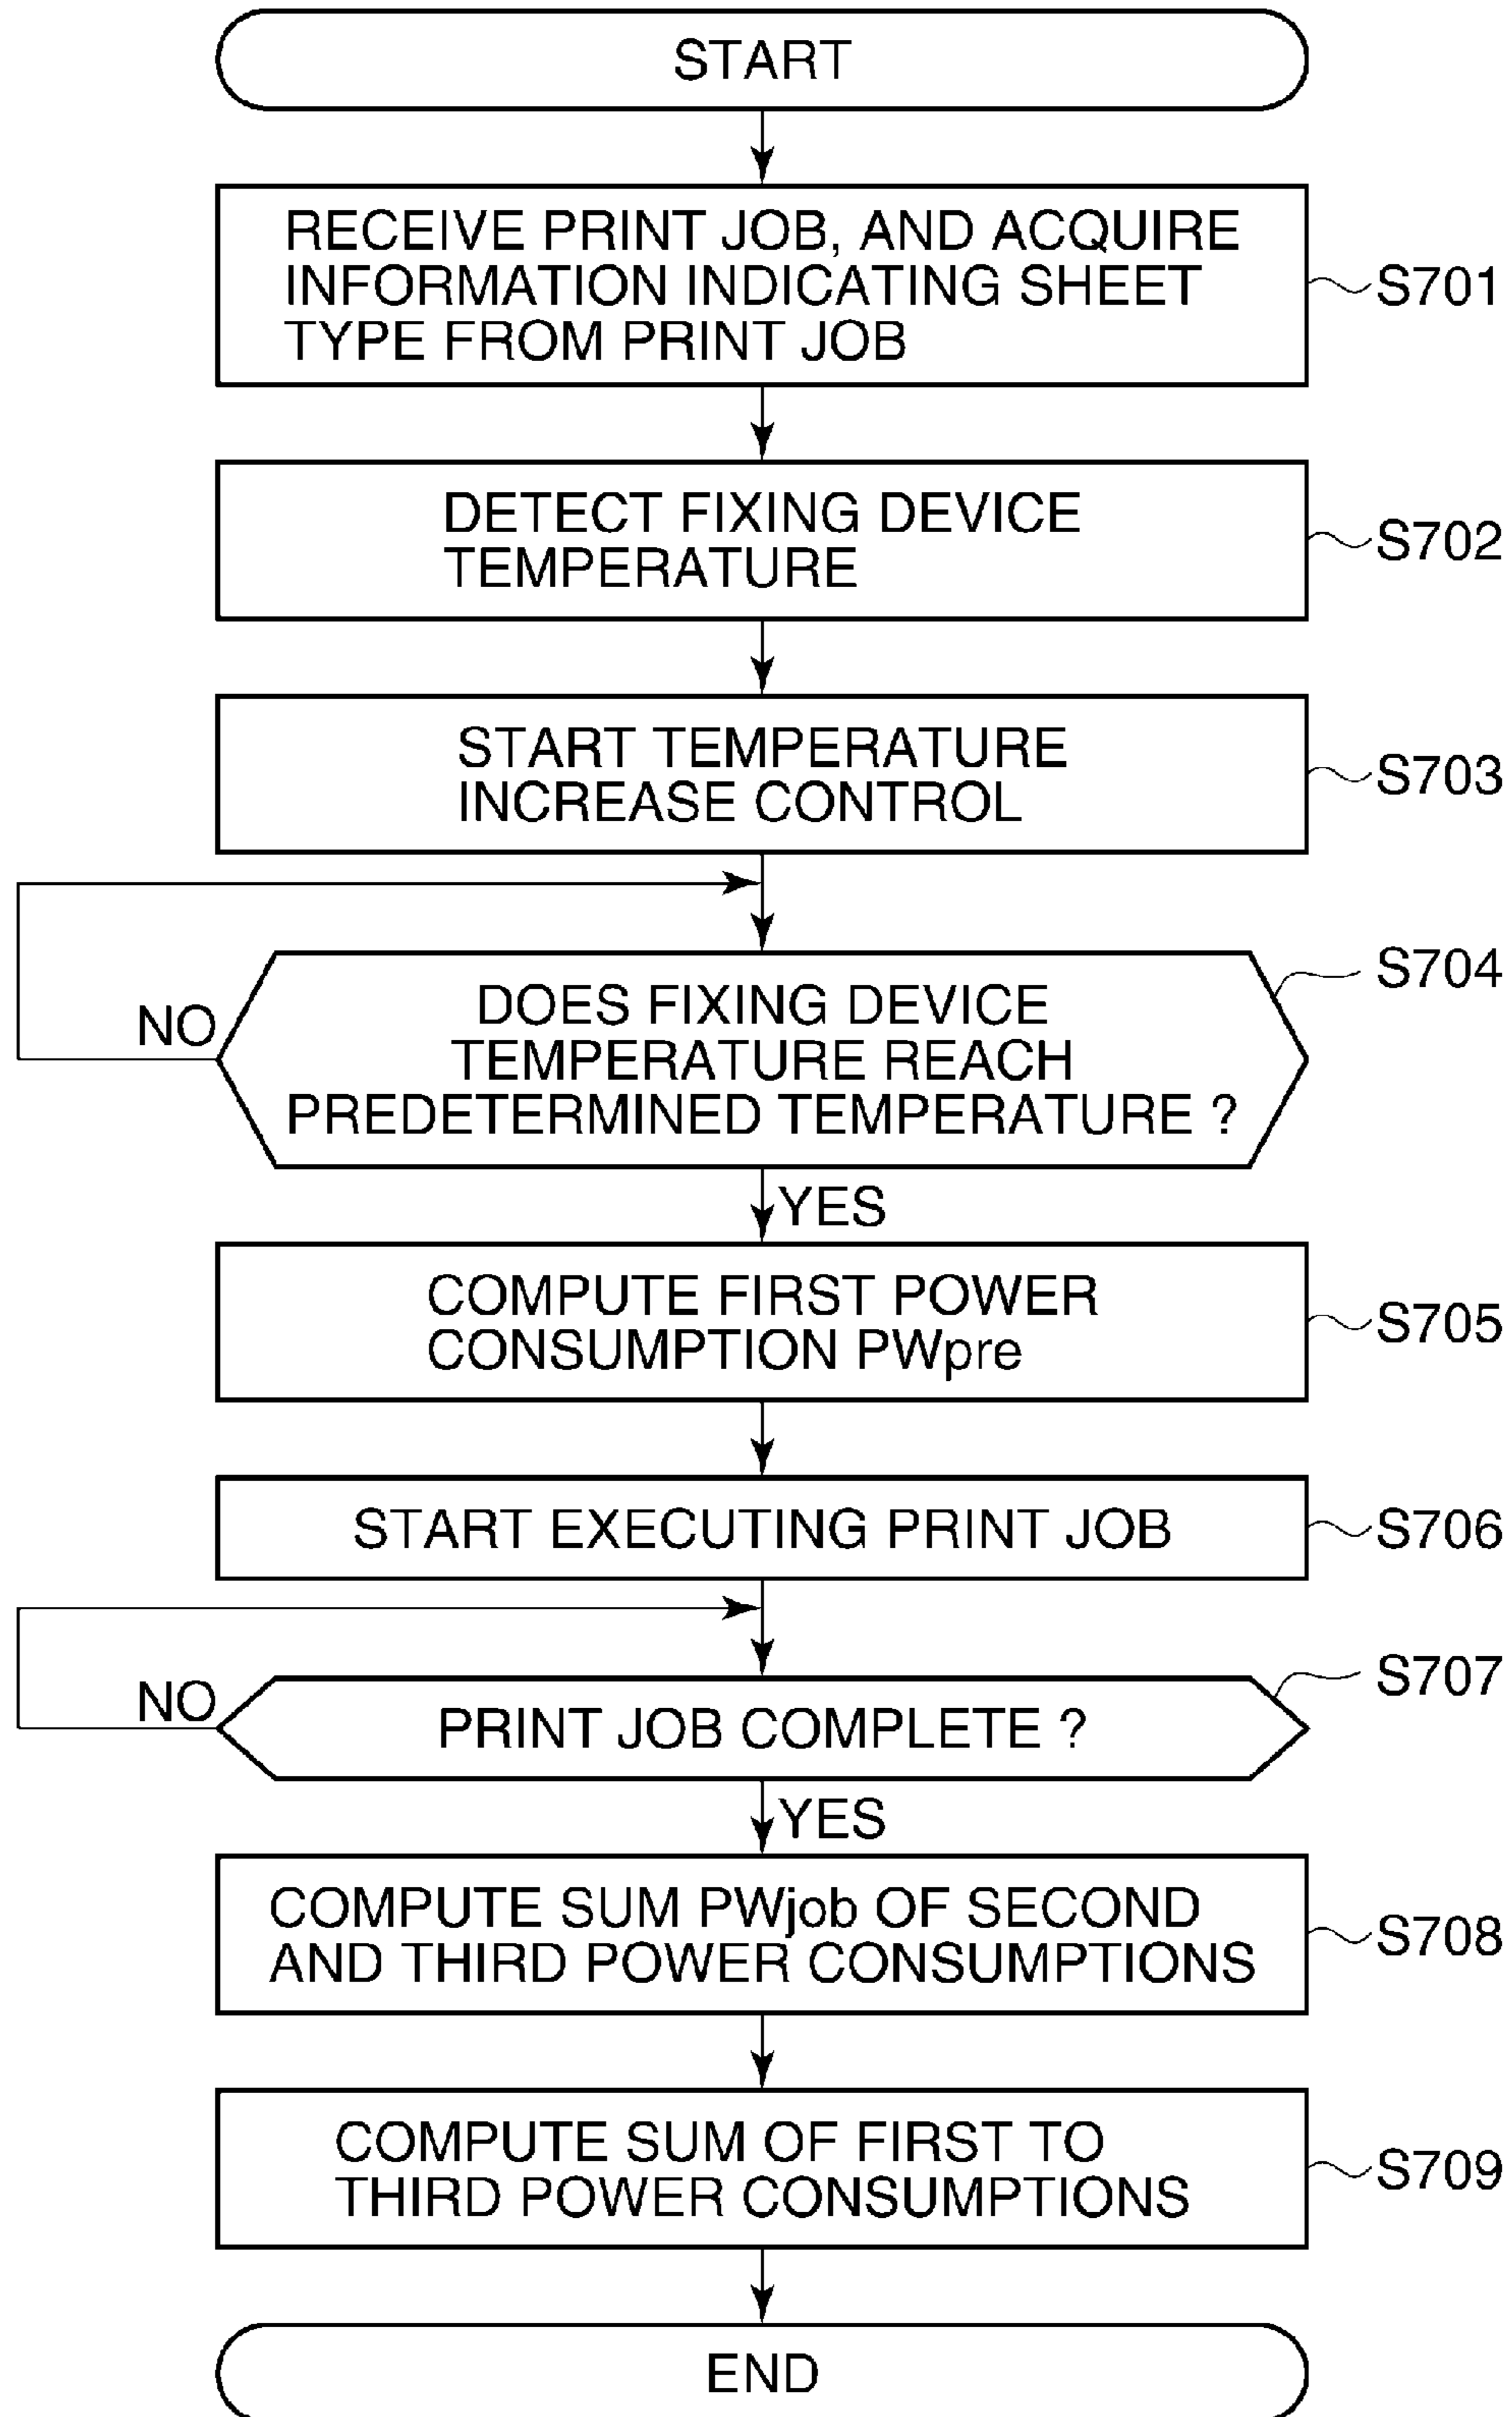 START
RECEIVE PRINT JOB, AND ACQUIRE
INFORMATION INDICATING SHEET
TYPE FROM PRINT JOB
S701
DETECT FIXING DEVICE
TEMPERATURE
S702
START TEMPERATURE
INCREASE CONTROL
S703
S704
NO
DOES FIXING DEVICE
TEMPERATURE REACH
PREDETERMINED TEMPERATURE ?
YES
COMPUTE FIRST POWER
CONSUMPTION PWpre
S705
START EXECUTING PRINT JOB
S706
S707
NO
PRINT JOB COMPLETE ?
YES
COMPUTE SUM PWjob OF SECOND
AND THIRD POWER CONSUMPTIONS
S708
COMPUTE SUM OF FIRST TO
THIRD POWER CONSUMPTIONS
S709
END